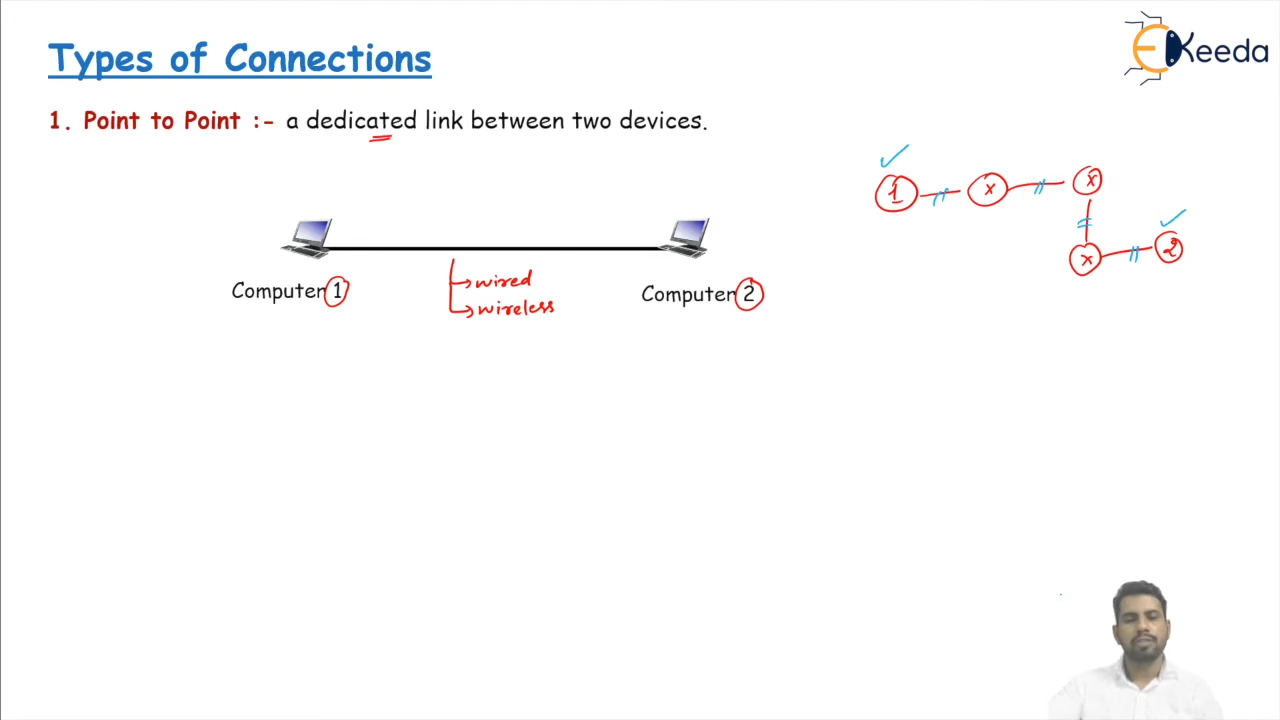 Types of Connections
EKeeda
1. Point to Point :- a dedicated link between two devices.
1 x x
x 2
wired
wireless
Computer 1
Computer 2